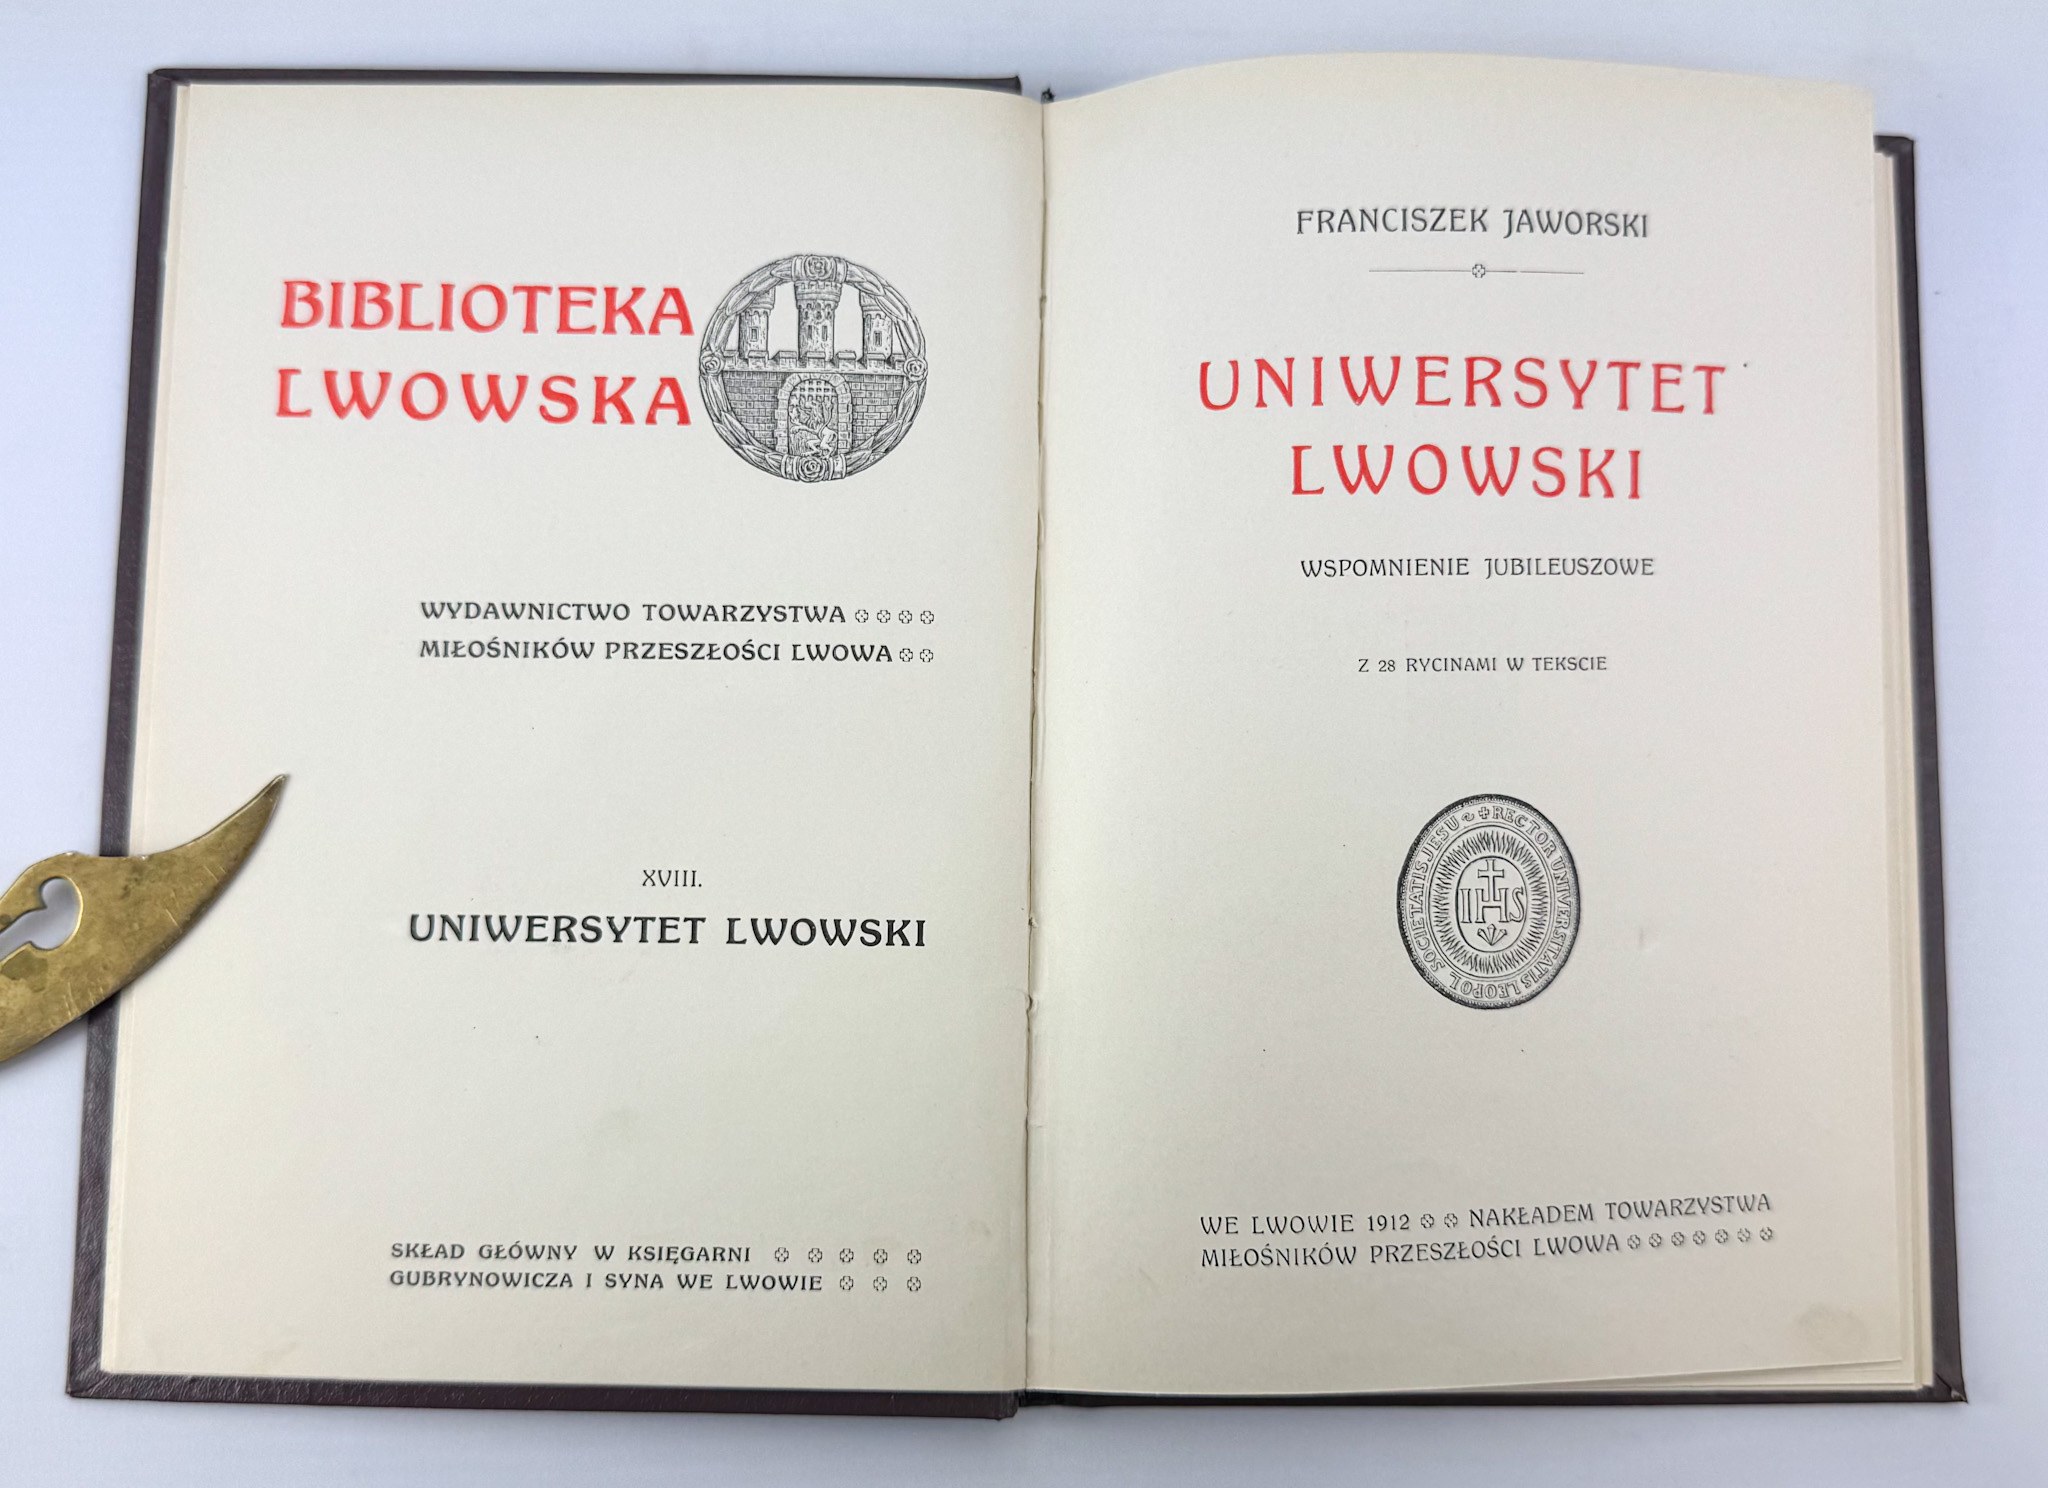 BIBLIOTEKA
LWOWSKA
WYDAWNICTWO TOWARZYSTWA
MIŁOŚNIKÓW PRZESZŁOŚCI LWOWA
XVIII.
UNIWERSYTET LWOWSKI
SKŁAD GŁÓWNY W KSIĘGARNI
GUBRYNOWICZA I SYNA WE LWOWIE
FRANCISZEK JAWORSKI
UNIWERSYTET
LWOWSKI
WSPOMNIENIE JUBILEUSZOWE
Z 28 RYCINAMI W TEKSCIE
RECTOR UNIVERSITATIS LEOPOL SOCIETATIS JESU
IHS
WE LWOWIE 1912 NAKŁADEM TOWARZYSTWA
MIŁOŚNIKÓW PRZESZŁOŚCI LWOWA